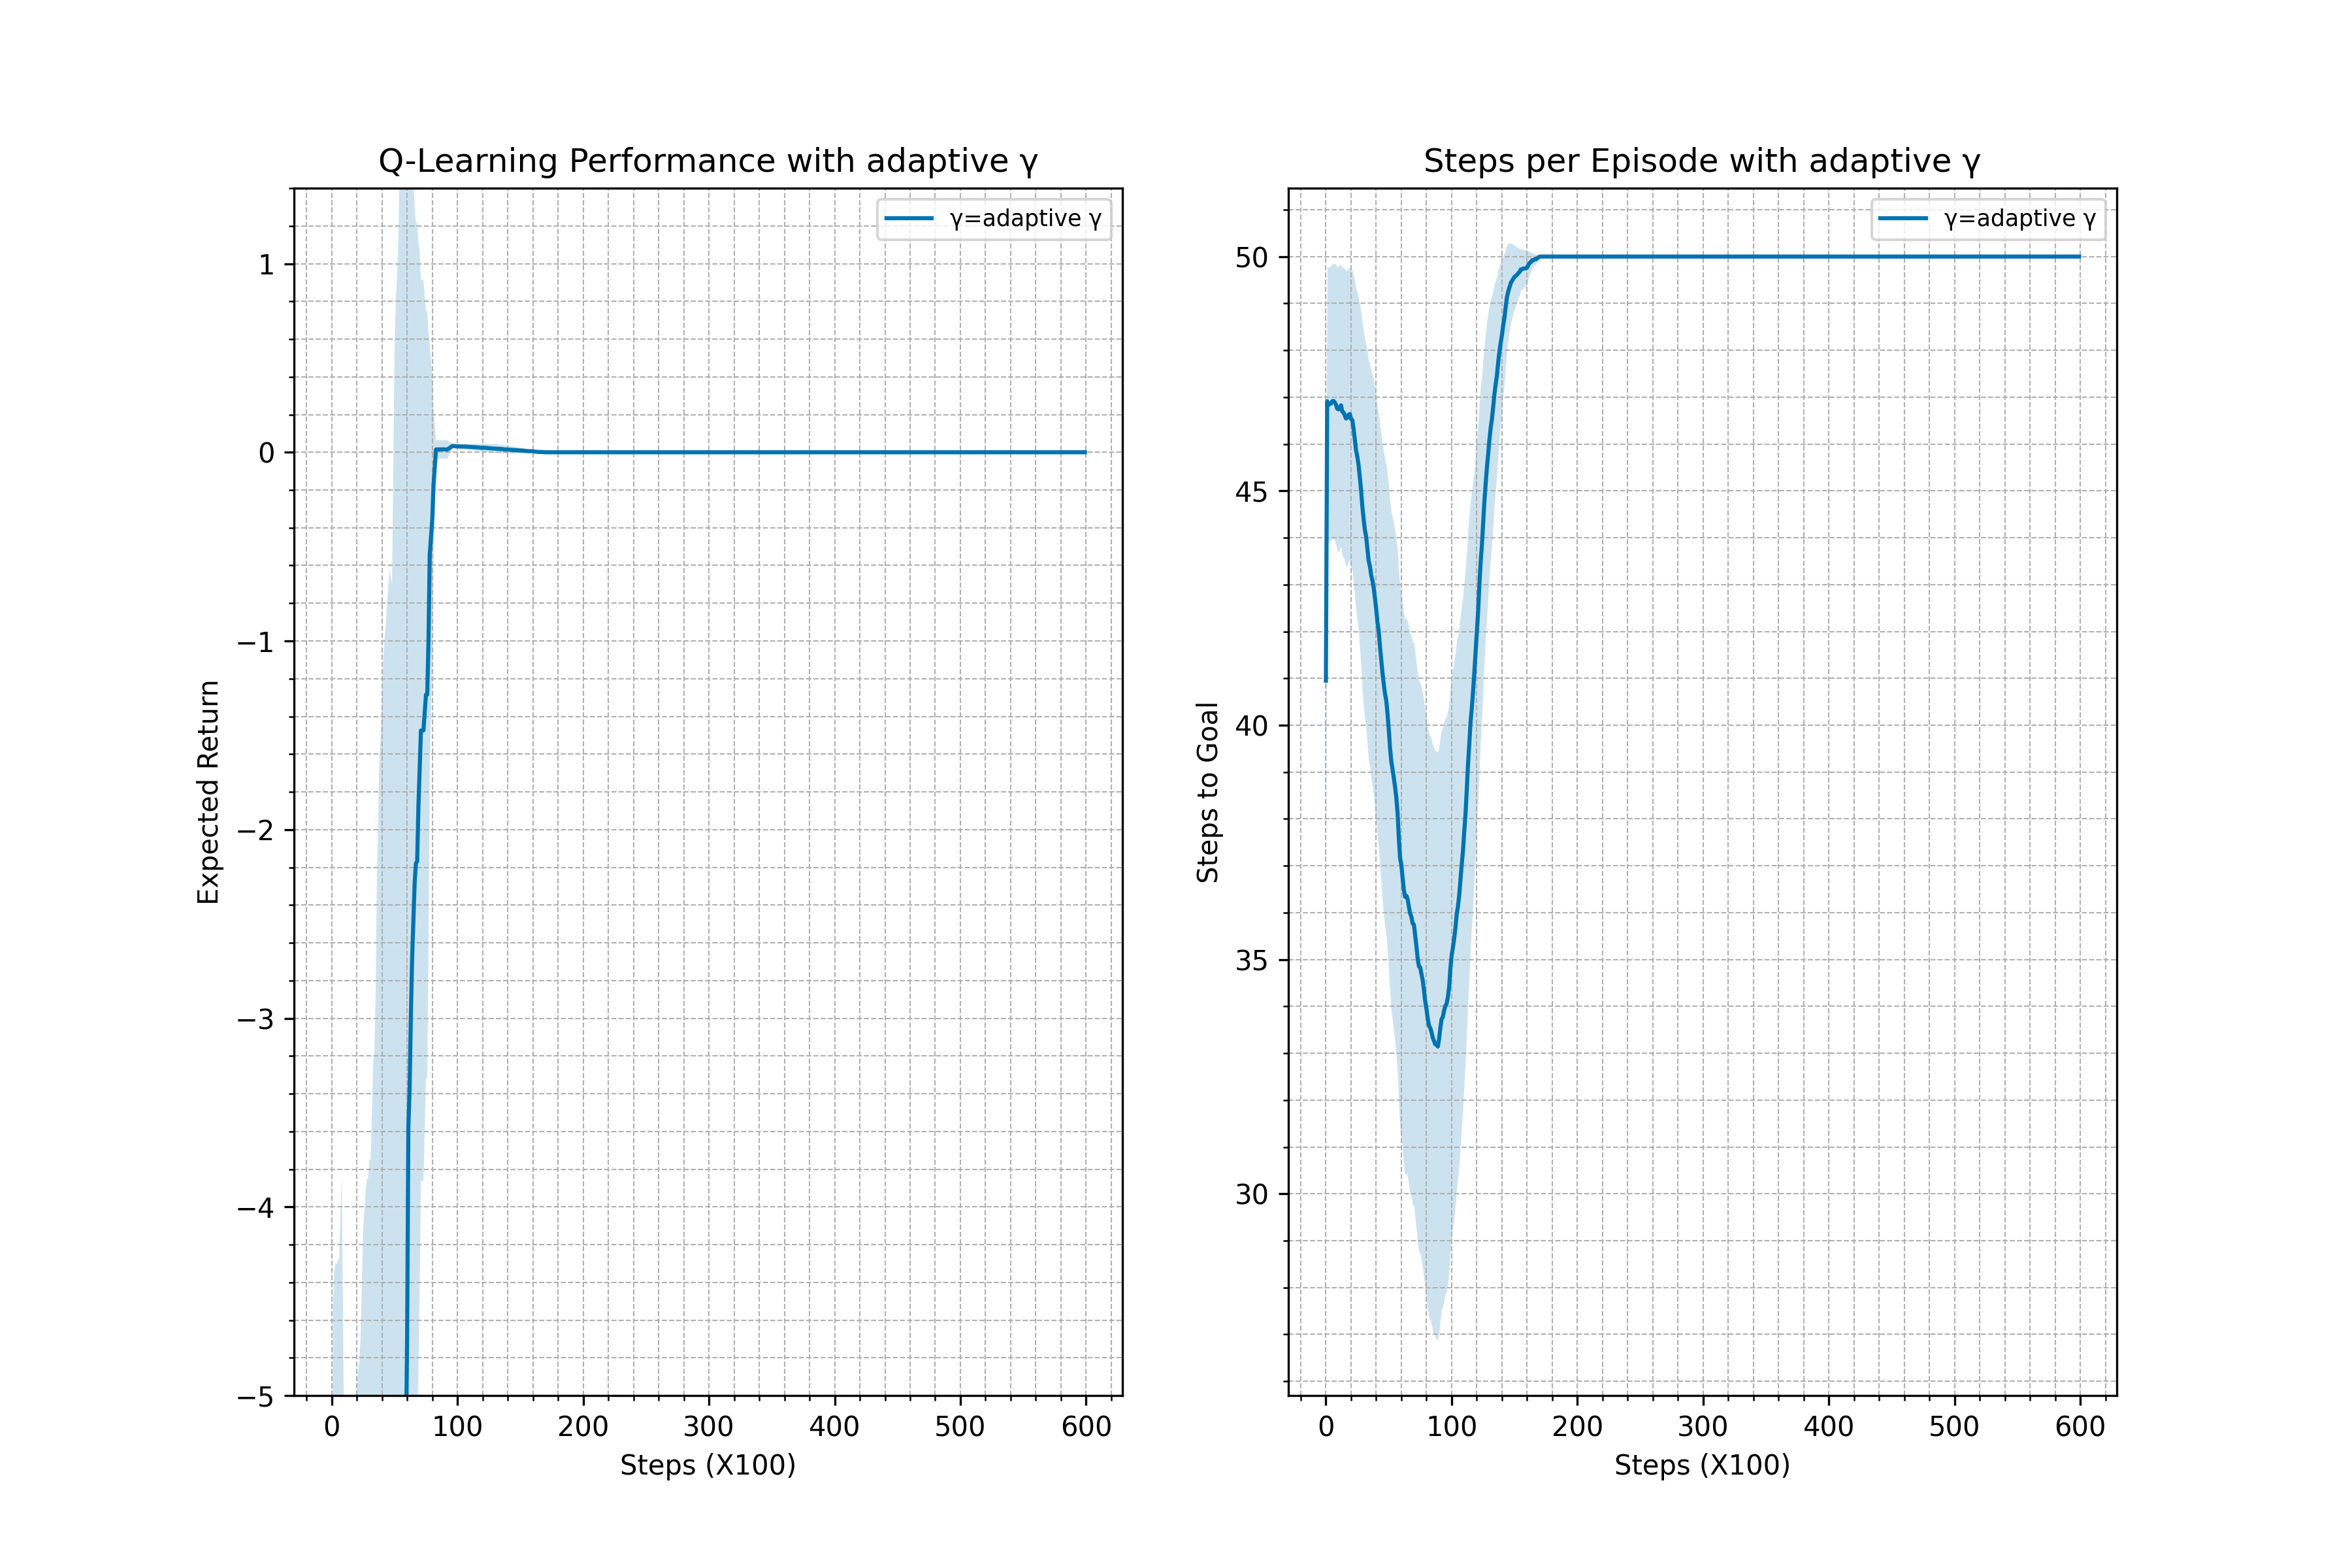 Q-Learning Performance with adaptive γ
γ=adaptive γ
1
0
−1
−2
−3
−4
−5
Expected Return
0 100 200 300 400 500 600
Steps (X100)
Steps per Episode with adaptive γ
γ=adaptive γ
50
45
40
35
30
Steps to Goal
0 100 200 300 400 500 600
Steps (X100)